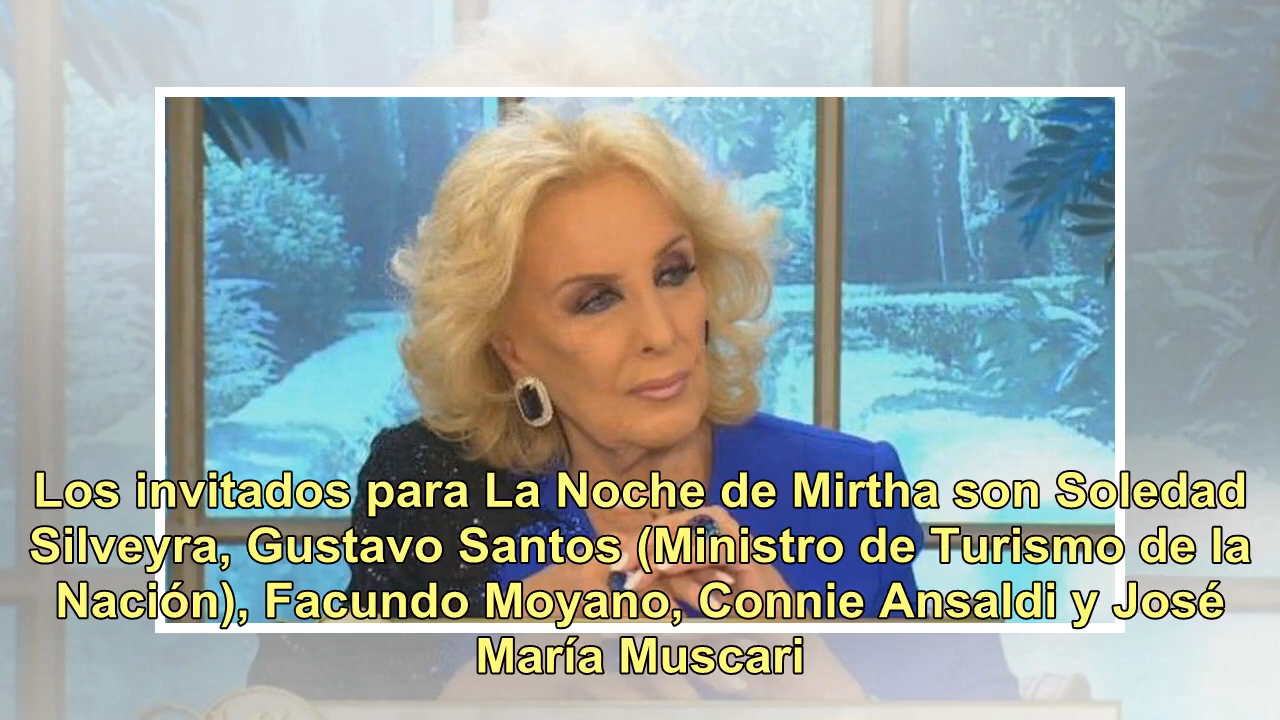 Los invitados para La Noche de Mirtha son Soledad
Silveyra, Gustavo Santos (Ministro de Turismo de la
Nación), Facundo Moyano, Connie Ansaldi y José
María Muscari